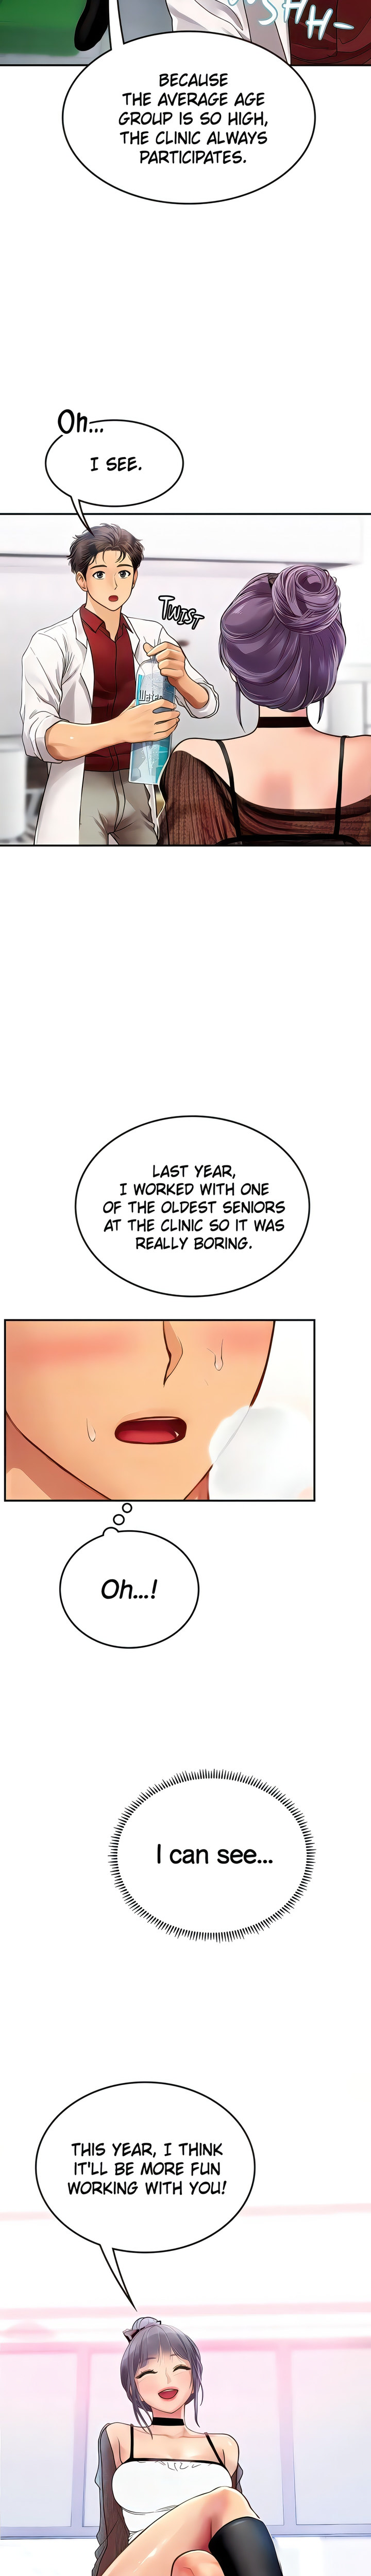 WSHH-
BECAUSE
THE AVERAGE AGE
GROUP IS SO HIGH,
THE CLINIC ALWAYS
PARTICIPATES.
Oh...
I SEE.
TWIST
Water
LAST YEAR,
I WORKED WITH ONE
OF THE OLDEST SENIORS
AT THE CLINIC SO IT WAS
REALLY BORING.
Oh...!
I can see...
THIS YEAR, I THINK
IT'LL BE MORE FUN
WORKING WITH YOU!